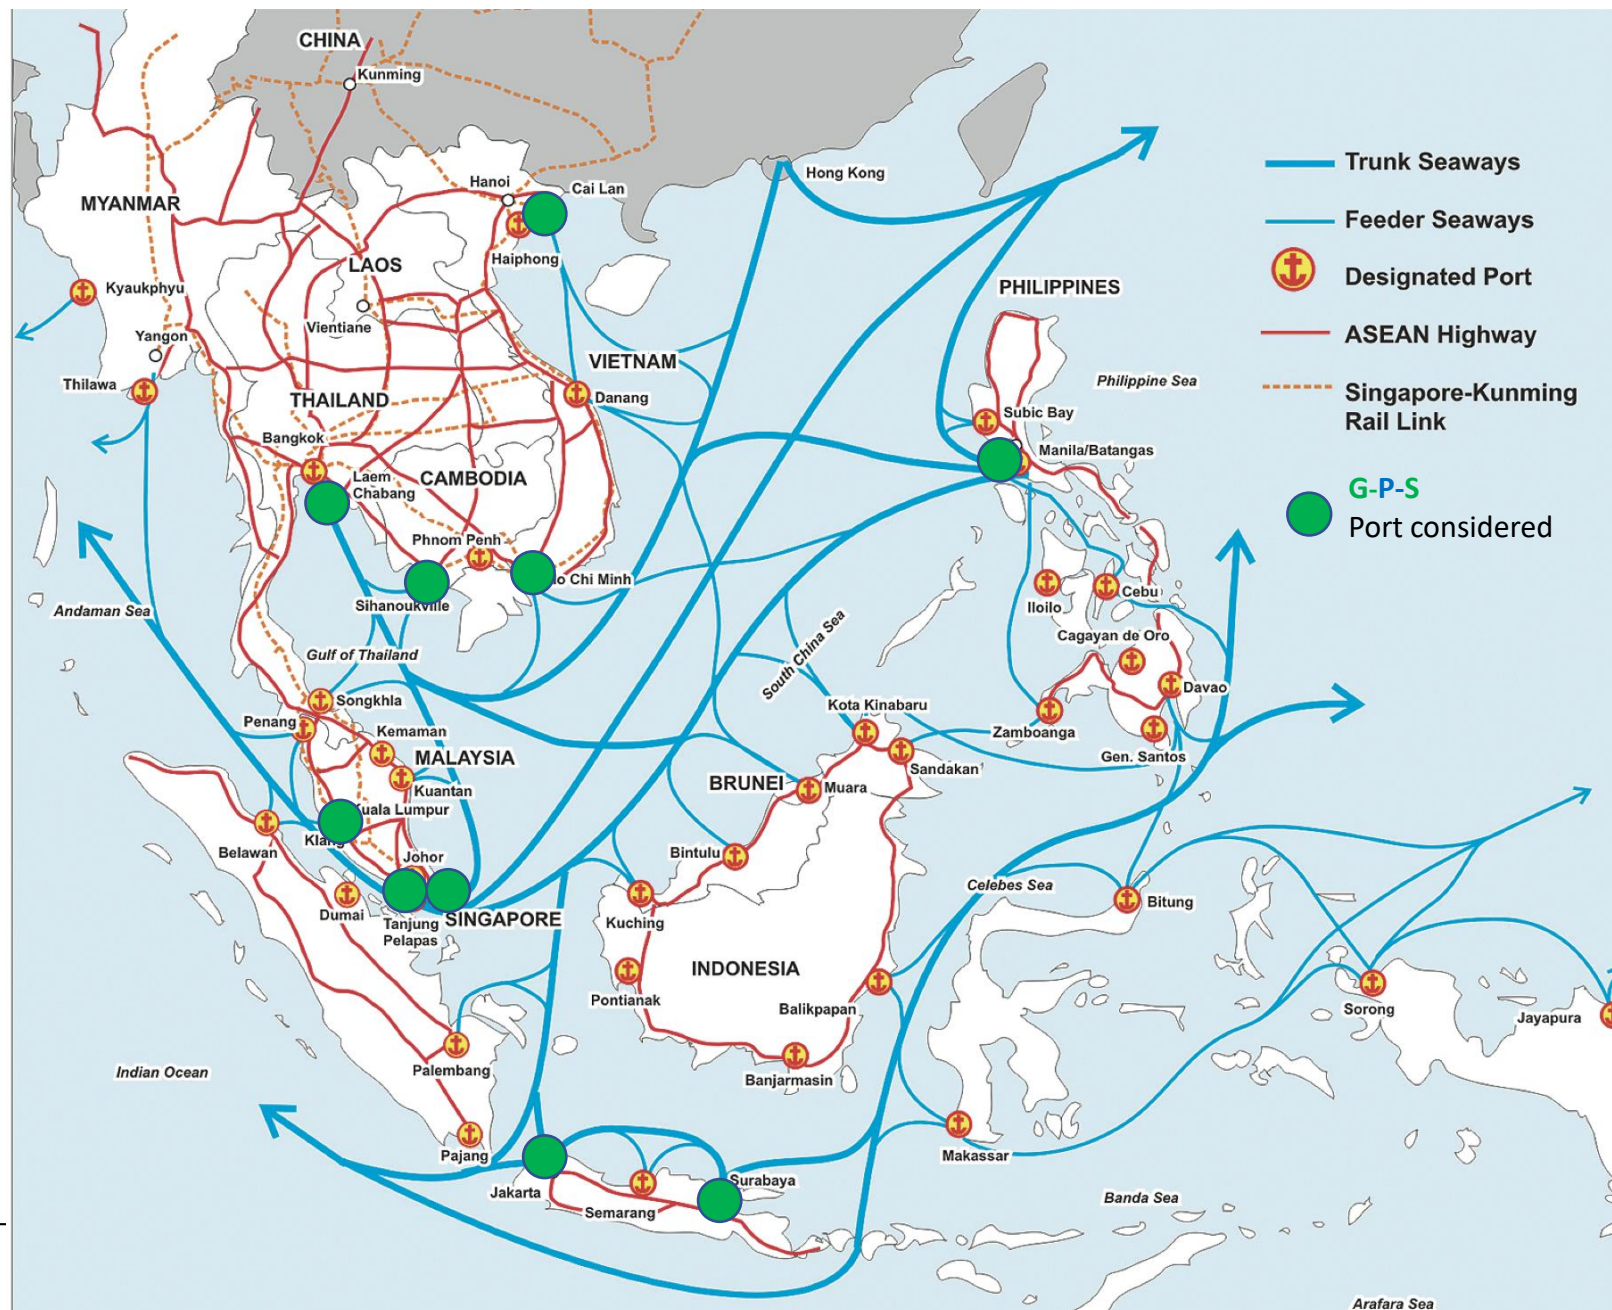 CHINA
Kunming
Hong Kong
Trunk Seaways
Feeder Seaways
Designated Port
ASEAN Highway
Singapore-Kunming
Rail Link
G-P-S
Port considered
Hanoi
Cai Lan
MYANMAR
Haiphong
LAOS
Kyaukphyu
PHILIPPINES
Vientiane
Yangon
VIETNAM
Thilawa
Philippine Sea
THAILAND
Danang
Subic Bay
Bangkok
Manila/Batangas
Laem
Chabang
CAMBODIA
Phnom Penh
o Chi Minh
Sihanoukville
Andaman Sea
Iloilo
Cebu
Cagayan de Oro
Gulf of Thailand
South China Sea
Davao
Songkhla
Kota Kinabaru
Penang
Kemaman
Zamboanga
MALAYSIA
Gen. Santos
Sandakan
BRUNEI
Muara
Kuantan
uala Lumpur
Klang
Belawan
Johor
Bintulu
Celebes Sea
Bitung
Dumai
Tanjung
Pelapas
SINGAPORE
Kuching
INDONESIA
Pontianak
Balikpapan
Sorong
Jayapura
Indian Ocean
Palembang
Banjarmasin
Pajang
Makassar
Jakarta
Surabaya
Semarang
Banda Sea
Arafara Sea